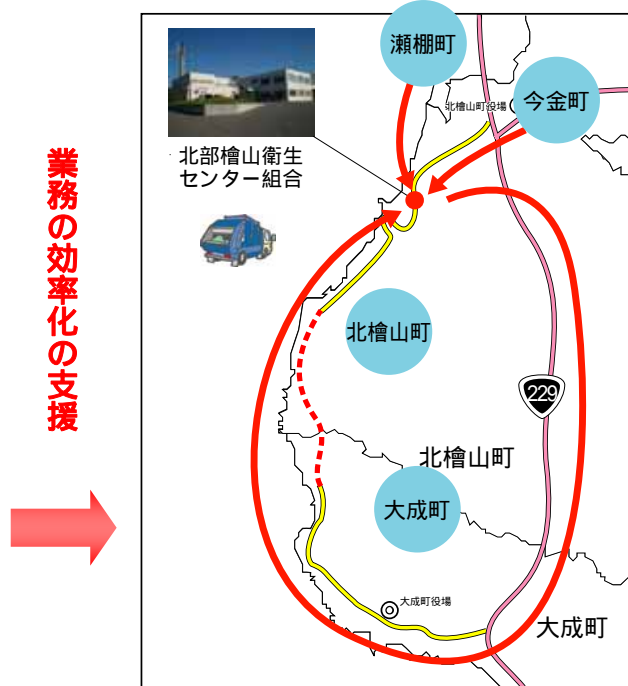 業務の効率化の支援
瀬棚町
北檜山町役場
今金町
北部檜山衛生
センター組合
北檜山町
229
北檜山町
大成町
大成町役場
大成町